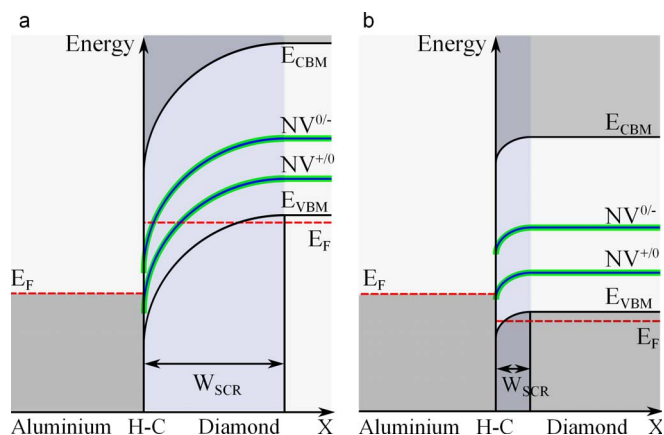 a
Energy
E_CBM
NV^0/-
NV^+/0
E_VBM
E_F
E_F
W_SCR
Aluminium H-C Diamond X
b
Energy
E_CBM
NV^0/-
NV^+/0
E_F
E_VBM
E_F
W_SCR
Aluminium H-C Diamond X